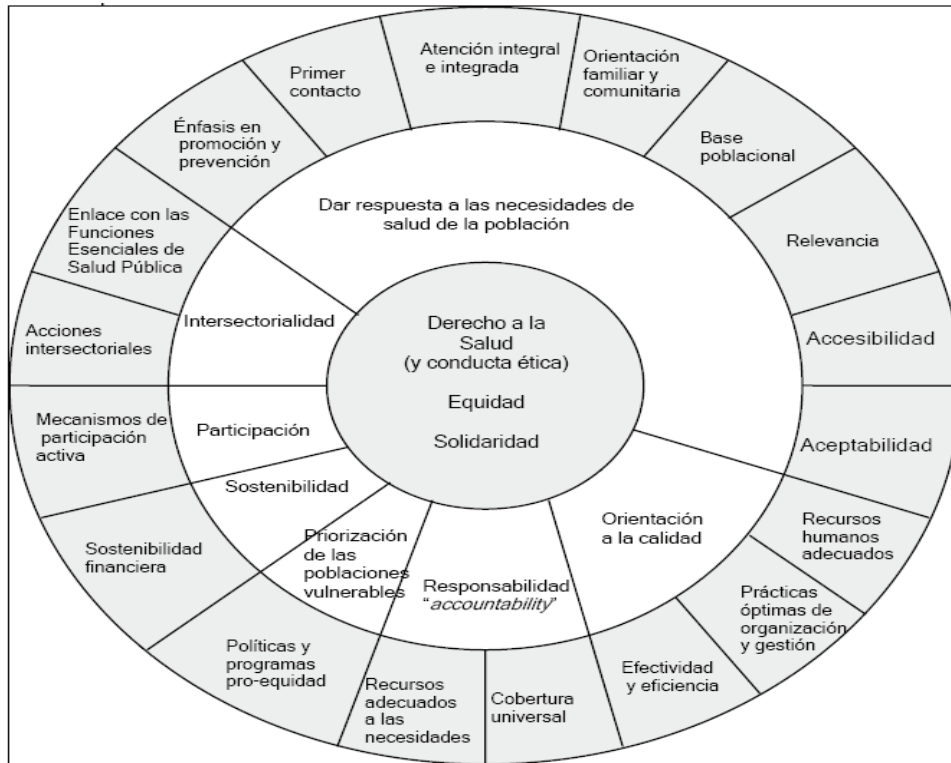 Atención integral
e integrada
Orientación
familiar y
comunitaria
Base
poblacional
Relevancia
Accesibilidad
Aceptabilidad
Recursos
humanos
adecuados
Prácticas
óptimas de
organización
y gestión
Efectividad
y eficiencia
Cobertura
universal
Recursos
adecuados
a las
necesidades
Políticas y
programas
pro-equidad
Sostenibilidad
financiera
Mecanismos de
participación
activa
Acciones
intersectoriales
Enlace con las
Funciones
Esenciales de
Salud Pública
Énfasis en
promoción y
prevención
Primer
contacto
Dar respuesta a las necesidades de
salud de la población
Orientación
a la calidad
Responsabilidad
“accountability”
Priorización
de las
poblaciones
vulnerables
Sostenibilidad
Participación
Intersectorialidad
Derecho a la
Salud
(y conducta ética)
Equidad
Solidaridad